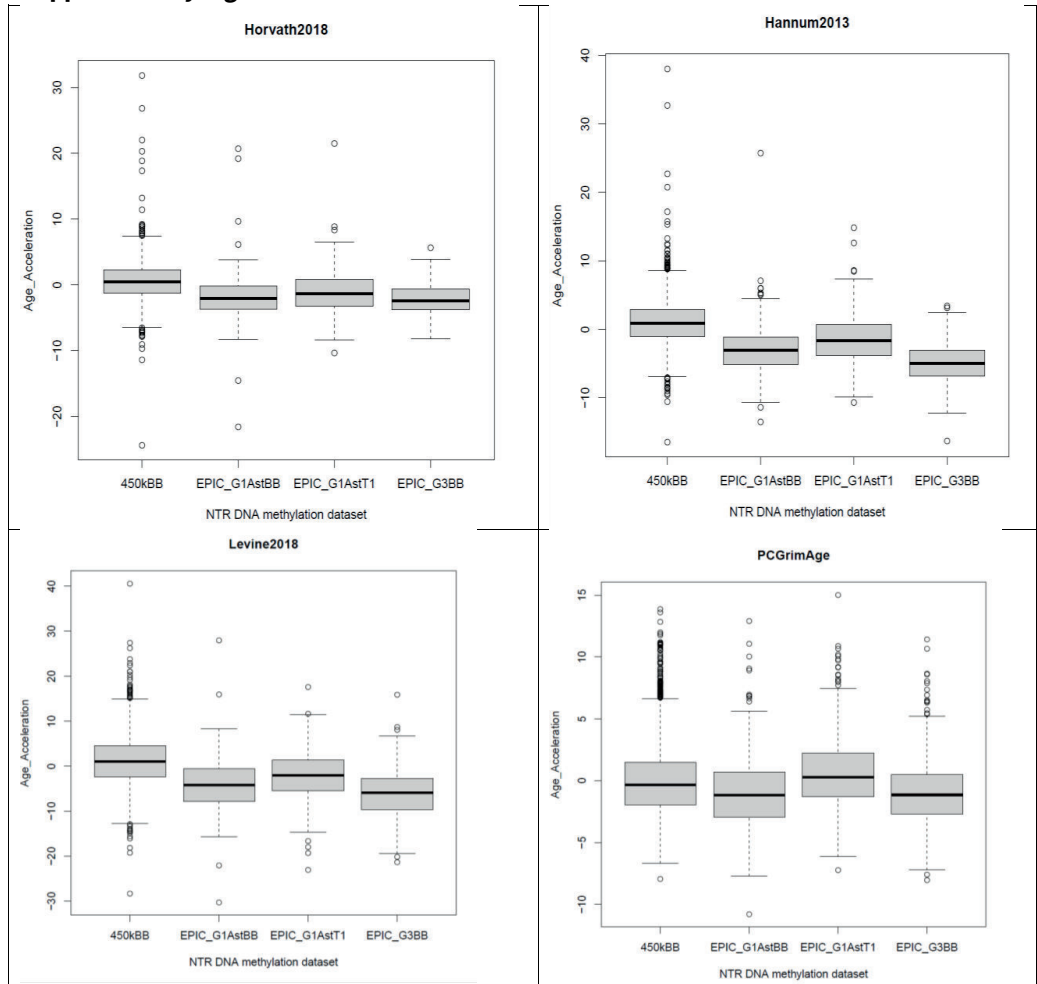 Horvath2018
30
20
10
0
−10
−20
Age_Acceleration
450kBB EPIC_G1AstBB EPIC_G1AstT1 EPIC_G3BB
NTR DNA methylation dataset
Hannum2013
40
30
20
10
0
−10
Age_Acceleration
450kBB EPIC_G1AstBB EPIC_G1AstT1 EPIC_G3BB
NTR DNA methylation dataset
Levine2018
40
30
20
10
0
−10
−20
−30
Age_Acceleration
450kBB EPIC_G1AstBB EPIC_G1AstT1 EPIC_G3BB
NTR DNA methylation dataset
PCGrimAge
15
10
5
0
−5
−10
Age_Acceleration
450kBB EPIC_G1AstBB EPIC_G1AstT1 EPIC_G3BB
NTR DNA methylation dataset